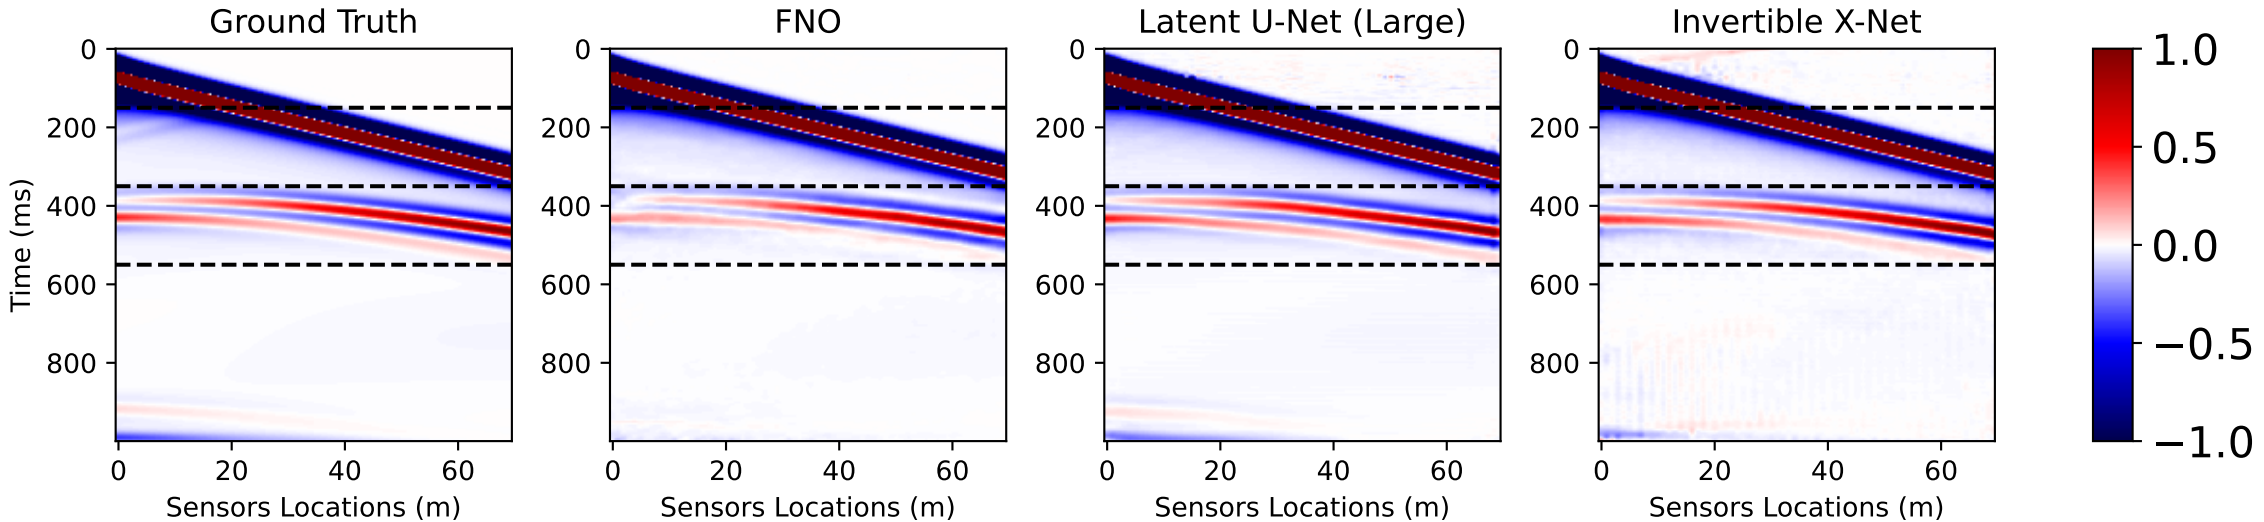 Ground Truth
FNO
Latent U-Net (Large)
Invertible X-Net
Time (ms)
0
200
400
600
800
0
200
400
600
800
0
200
400
600
800
0
200
400
600
800
1.0
0.5
0.0
−0.5
−1.0
0 20 40 60
0 20 40 60
0 20 40 60
0 20 40 60
Sensors Locations (m)
Sensors Locations (m)
Sensors Locations (m)
Sensors Locations (m)